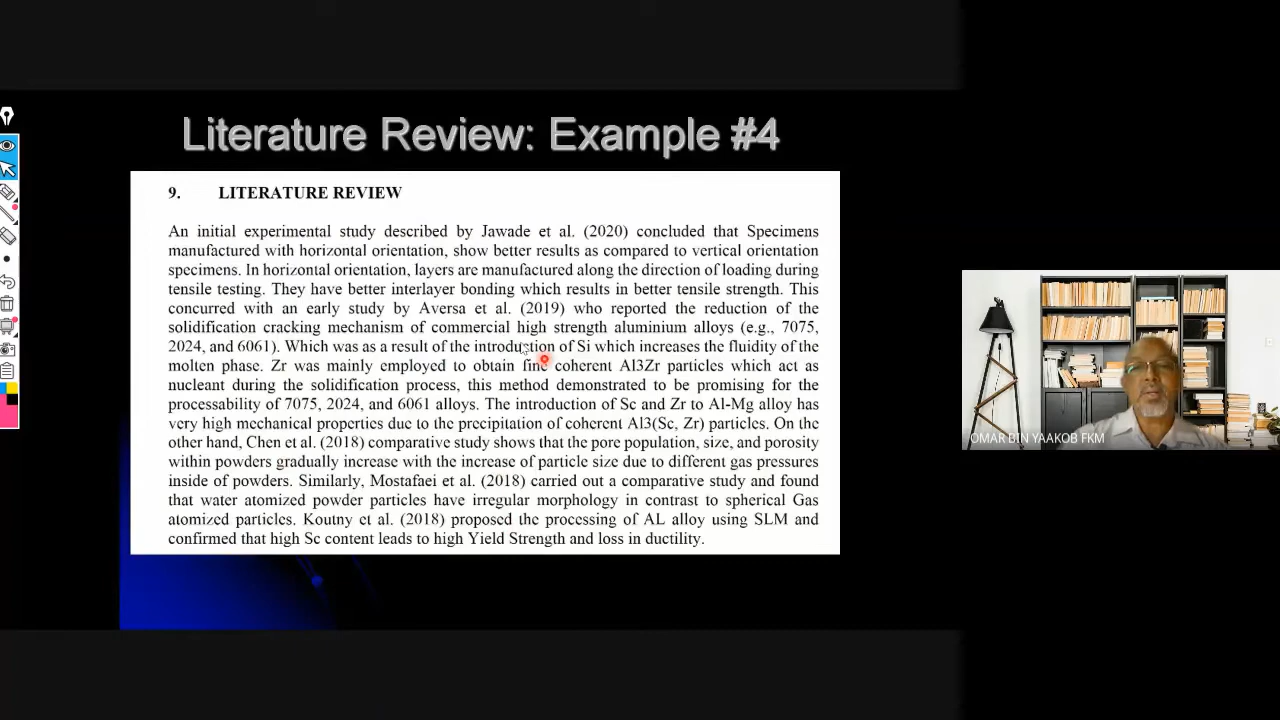 Literature Review: Example #4
9. LITERATURE REVIEW
An initial experimental study described by Jawade et al. (2020) concluded that Specimens
manufactured with horizontal orientation, show better results as compared to vertical orientation
specimens. In horizontal orientation, layers are manufactured along the direction of loading during
tensile testing. They have better interlayer bonding which results in better tensile strength. This
concurred with an early study by Aversa et al. (2019) who reported the reduction of the
solidification cracking mechanism of commercial high strength aluminium alloys (e.g., 7075,
2024, and 6061). Which was as a result of the introduction of Si which increases the fluidity of the
molten phase. Zr was mainly employed to obtain fine coherent Al3Zr particles which act as
nucleant during the solidification process, this method demonstrated to be promising for the
processability of 7075, 2024, and 6061 alloys. The introduction of Sc and Zr to Al-Mg alloy has
very high mechanical properties due to the precipitation of coherent Al3(Sc, Zr) particles. On the
other hand, Chen et al. (2018) comparative study shows that the pore population, size, and porosity
within powders gradually increase with the increase of particle size due to different gas pressures
inside of powders. Similarly, Mostafaei et al. (2018) carried out a comparative study and found
that water atomized powder particles have irregular morphology in contrast to spherical Gas
atomized particles. Koutny et al. (2018) proposed the processing of AL alloy using SLM and
confirmed that high Sc content leads to high Yield Strength and loss in ductility.
OMAR BIN YAAKOB FKM